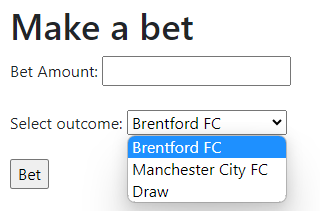 Make a bet
Bet Amount:
Select outcome: Brentford FC
Brentford FC
Manchester City FC
Draw
Bet